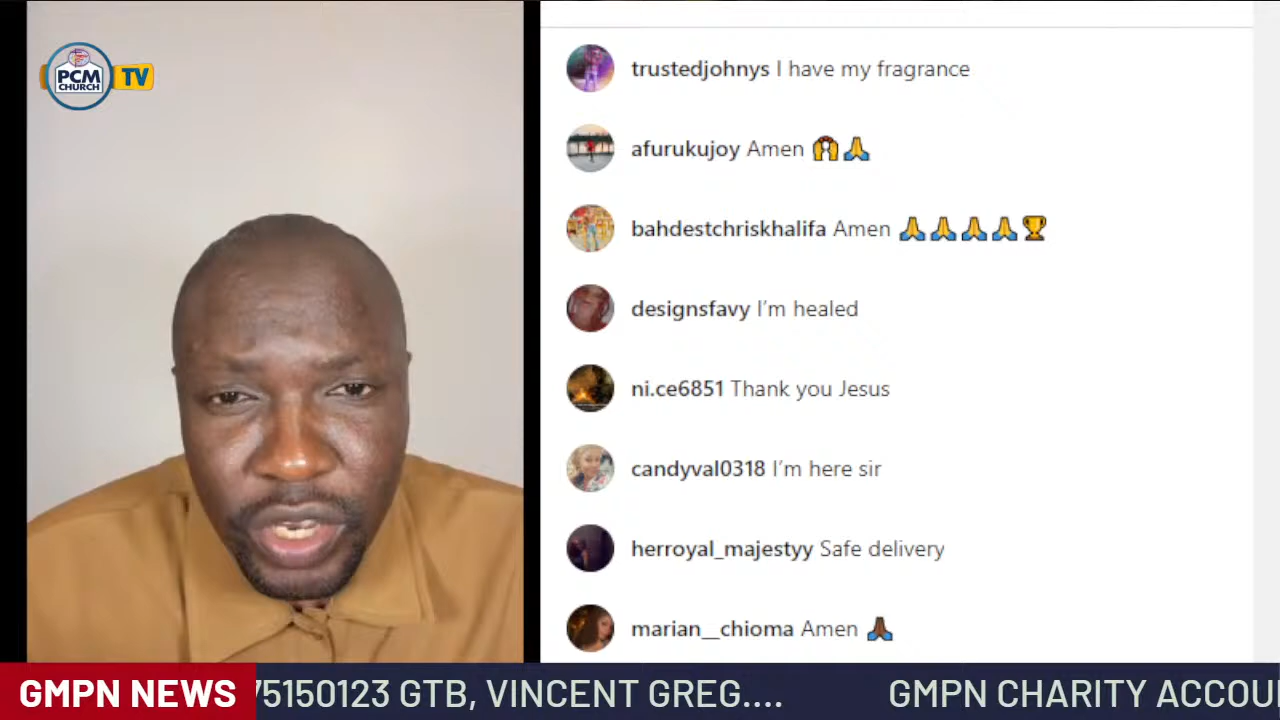 PCM
CHURCH
TV
trustedjohnys I have my fragrance
afurukujoy Amen 🙌🙏
bahdestchriskhalifa Amen 🙏🙏🙏🙏🏆
designsfavy I’m healed
ni.ce6851 Thank you Jesus
candyval0318 I’m here sir
herroyal_majestyy Safe delivery
marian__chioma Amen 🙏🏿
GMPN NEWS 75150123 GTB, VINCENT GREG.... GMPN CHARITY ACCOU